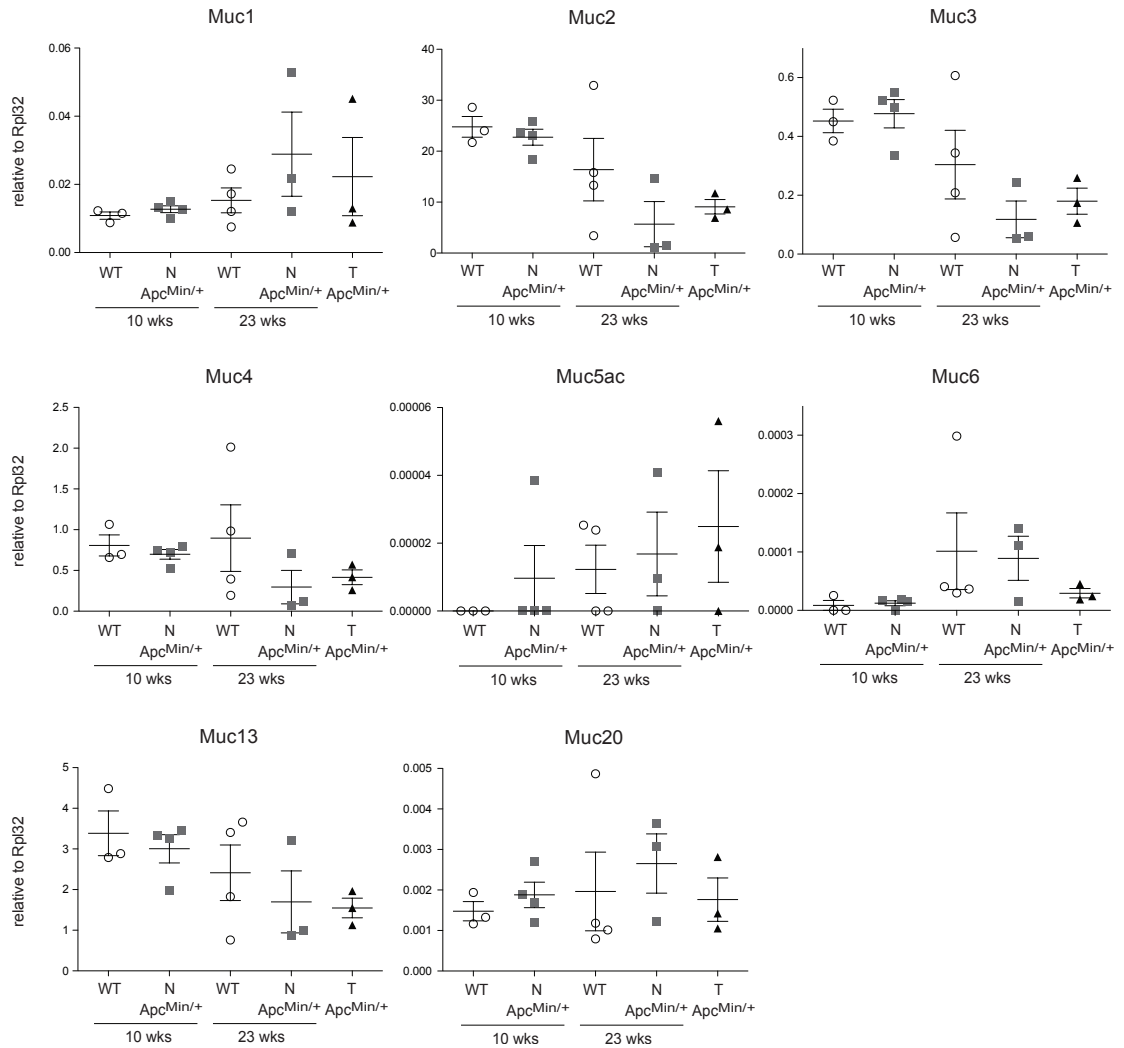 Muc1
relative to Rpl32
0.06
0.04
0.02
0.00
WT N WT N T
ApcMin/+ ApcMin/+ ApcMin/+
10 wks 23 wks
Muc2
40
30
20
10
0
WT N WT N T
ApcMin/+ ApcMin/+ ApcMin/+
10 wks 23 wks
Muc3
0.6
0.4
0.2
0.0
WT N WT N T
ApcMin/+ ApcMin/+ ApcMin/+
10 wks 23 wks
Muc4
relative to Rpl32
2.5
2.0
1.5
1.0
0.5
0.0
WT N WT N T
ApcMin/+ ApcMin/+ ApcMin/+
10 wks 23 wks
Muc5ac
0.00006
0.00004
0.00002
0.00000
WT N WT N T
ApcMin/+ ApcMin/+ ApcMin/+
10 wks 23 wks
Muc6
0.0003
0.0002
0.0001
0.0000
WT N WT N T
ApcMin/+ ApcMin/+ ApcMin/+
10 wks 23 wks
Muc13
relative to Rpl32
5
4
3
2
1
0
WT N WT N T
ApcMin/+ ApcMin/+ ApcMin/+
10 wks 23 wks
Muc20
0.005
0.004
0.003
0.002
0.001
0.000
WT N WT N T
ApcMin/+ ApcMin/+ ApcMin/+
10 wks 23 wks